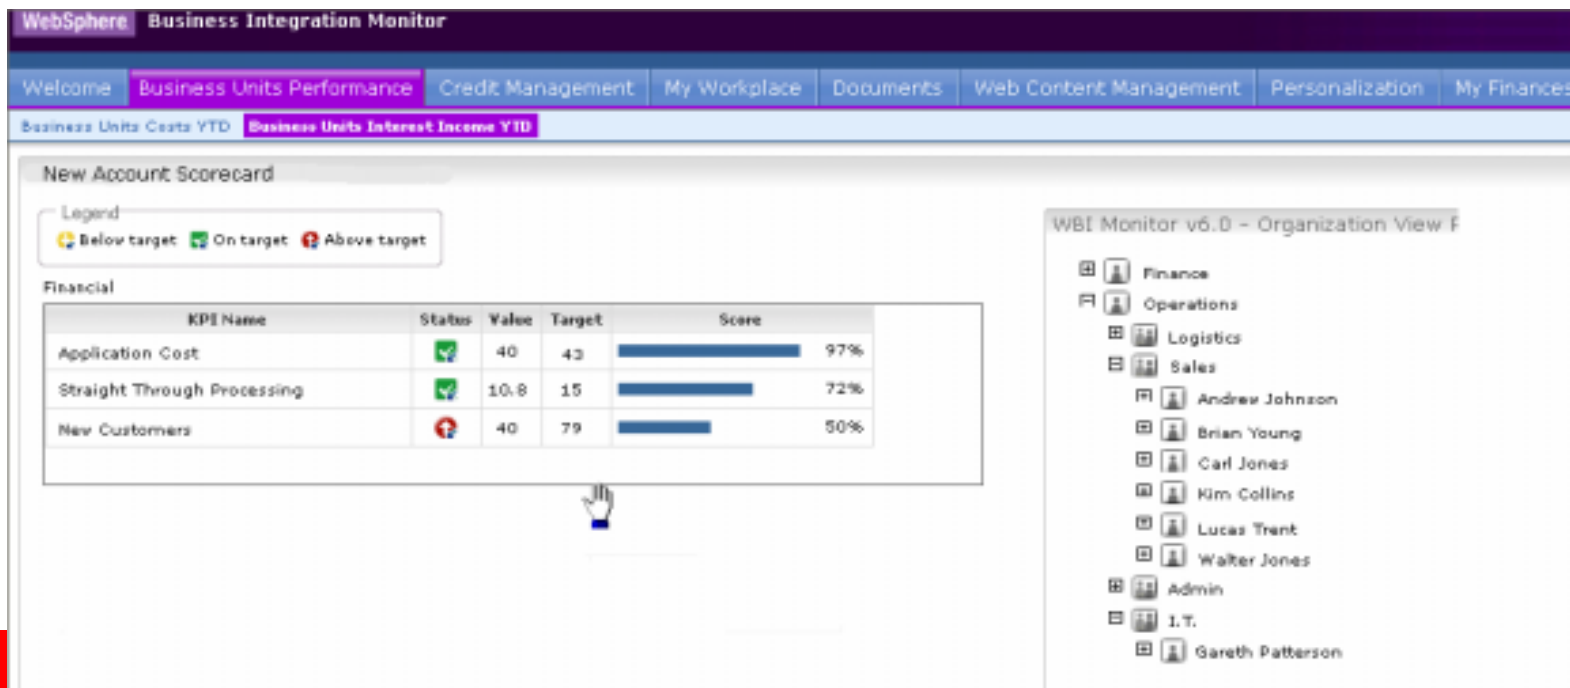 WebSphere Business Integration Monitor
Welcome Business Units Performance Credit Management My Workplace Documents Web Content Management Personalization My Finances
Business Units Costs YTD Business Units Interest Income YTD
New Account Scorecard
Legend
Below target On target Above target
Financial
KPI Name Status Value Target Score
Application Cost 40 43 97%
Straight Through Processing 10.8 15 72%
New Customers 40 79 50%
WBI Monitor v6.0 - Organization View P
Finance
Operations
Logistics
Sales
Andrew Johnson
Brian Young
Carl Jones
Kim Collins
Lucas Trent
Walter Jones
Admin
I.T.
Gareth Patterson